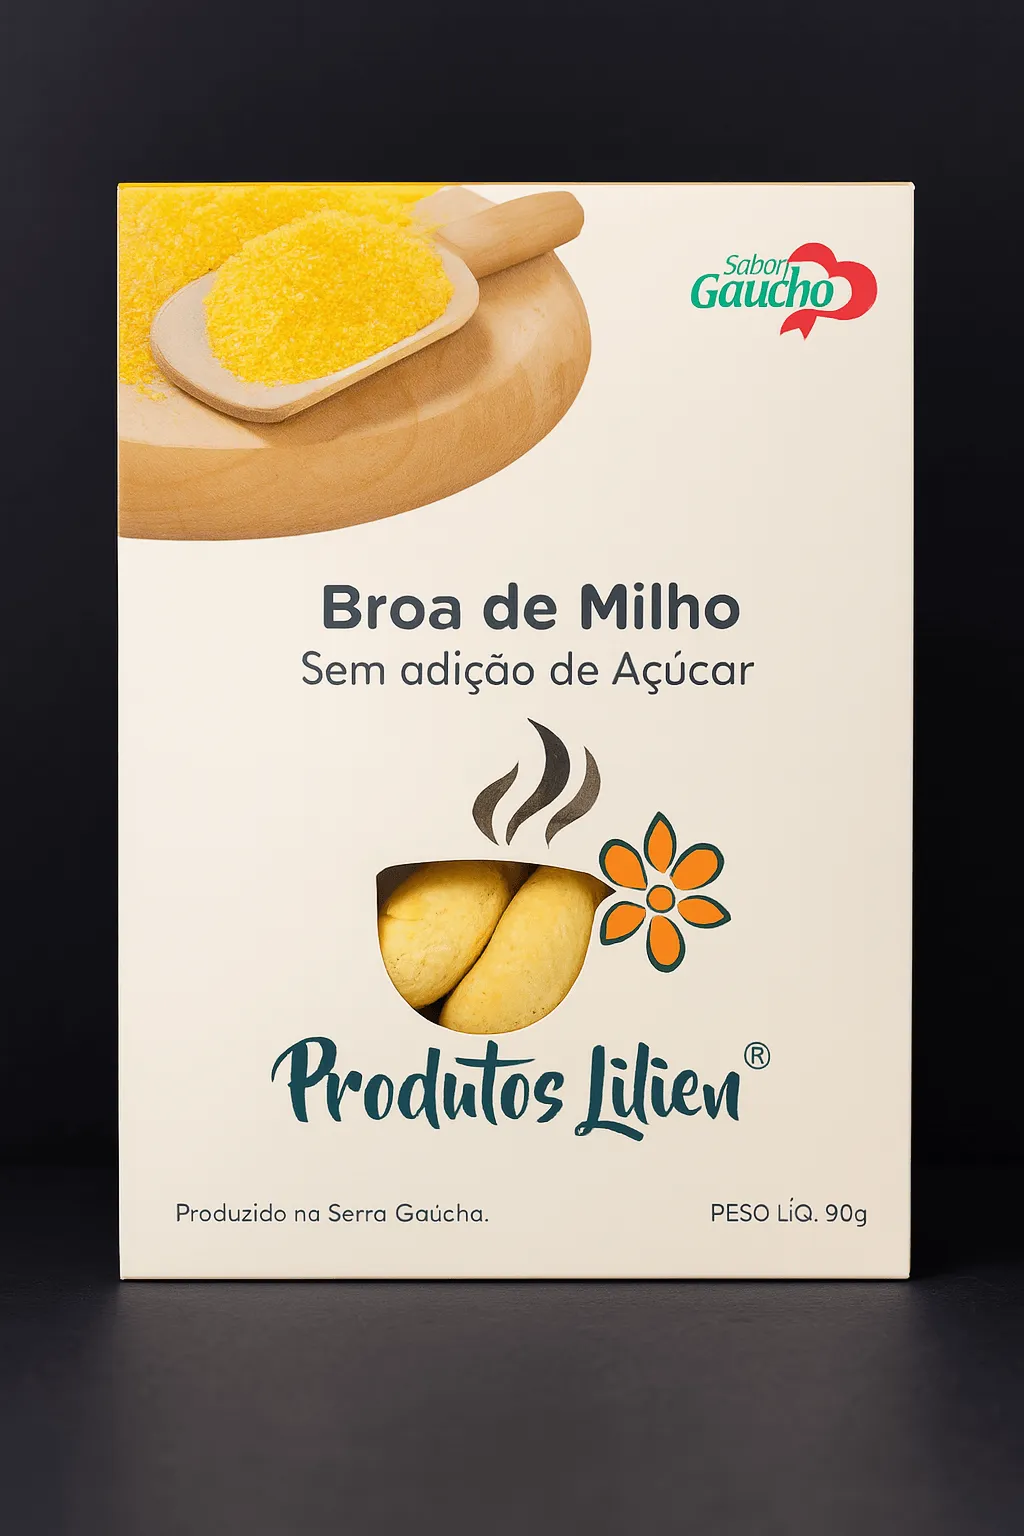 Sabor
Gaucho
Broa de Milho
Sem adição de Açúcar
Produtos Lilien®
Produzido na Serra Gaúcha.
PESO LÍQ. 90g